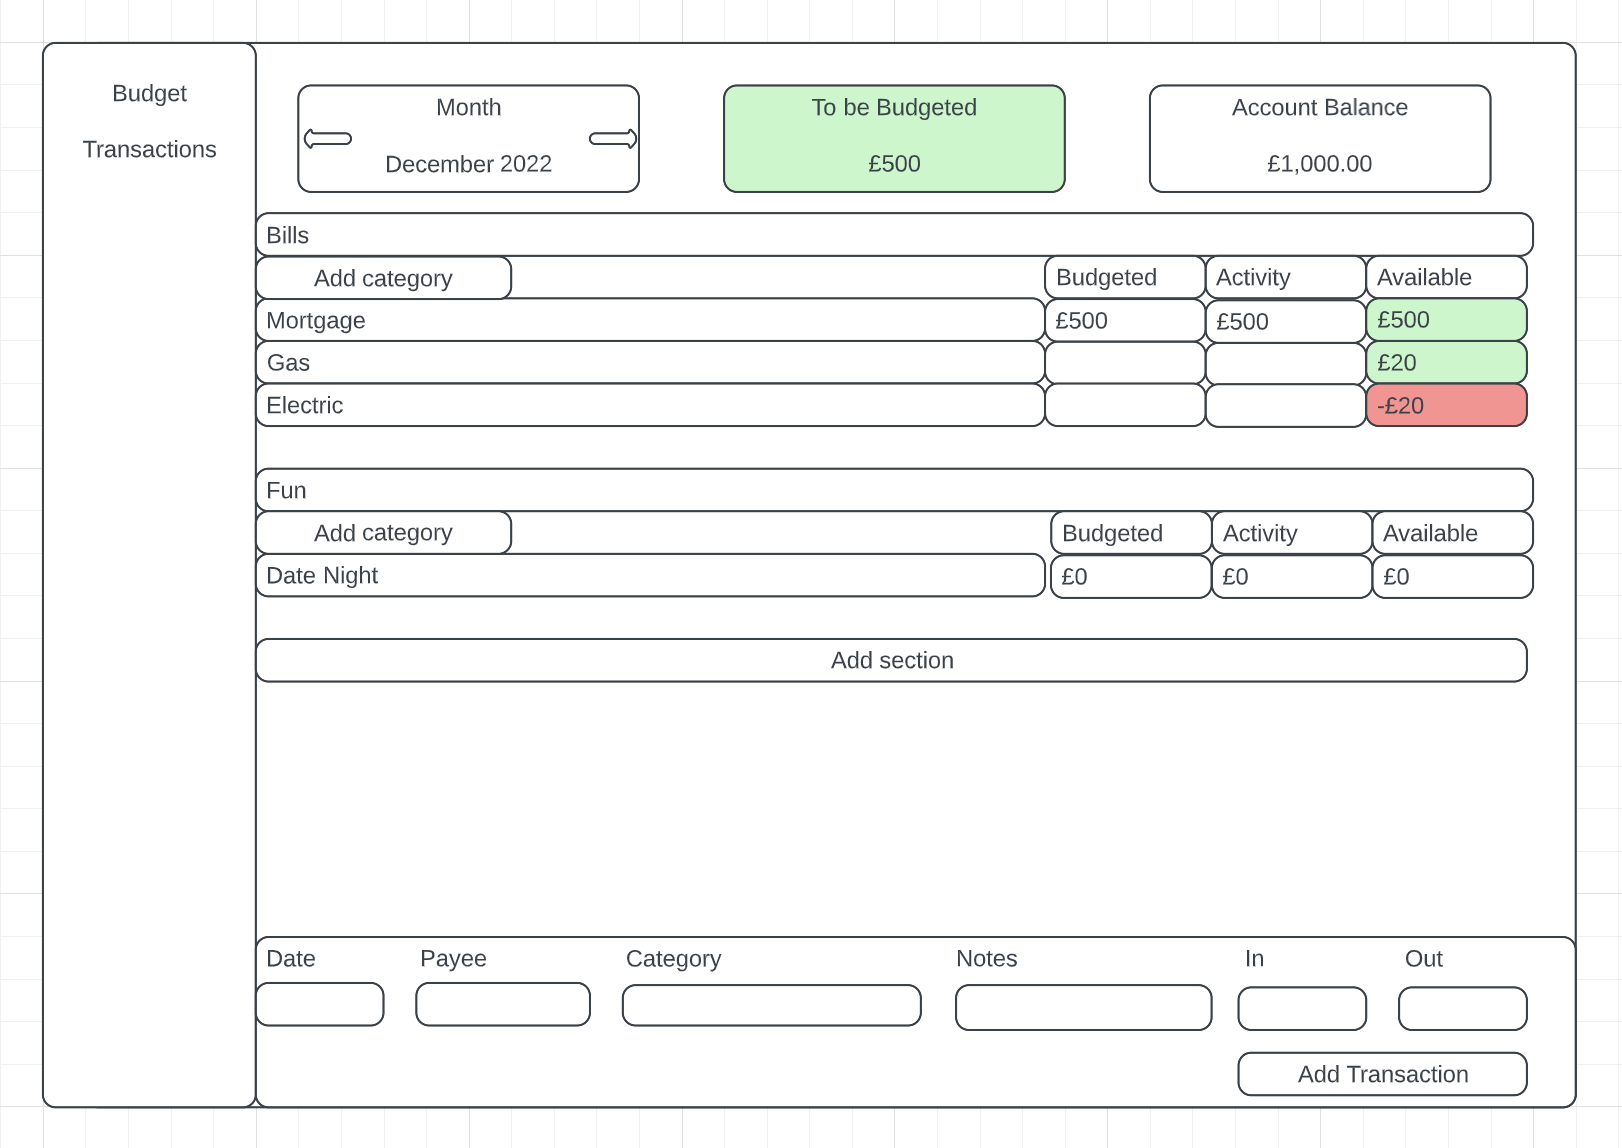 Budget
Transactions
Month
December 2022
To be Budgeted
£500
Account Balance
£1,000.00
Bills
Add category Budgeted Activity Available
Mortgage £500 £500 £500
Gas £20
Electric -£20
Fun
Add category Budgeted Activity Available
Date Night £0 £0 £0
Add section
Date Payee Category Notes In Out
Add Transaction